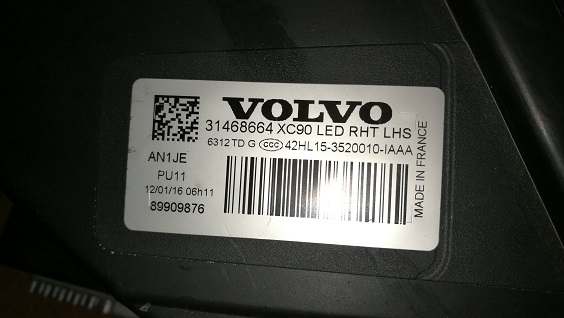 VOLVO
31468664 XC90 LED RHT LHS
6312 TD G CCC 42HL15-3520010-IAAA
AN1JE
PU11
12/01/16 06h11
89909876
MADE IN FRANCE